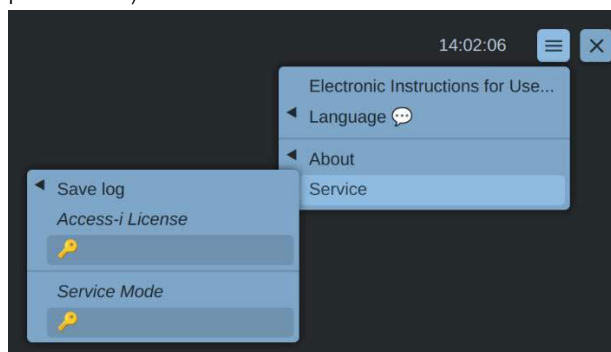 14:02:06
Electronic Instructions for Use...
Language 💬
About
Service
Save log
Access-i License
🔑
Service Mode
🔑